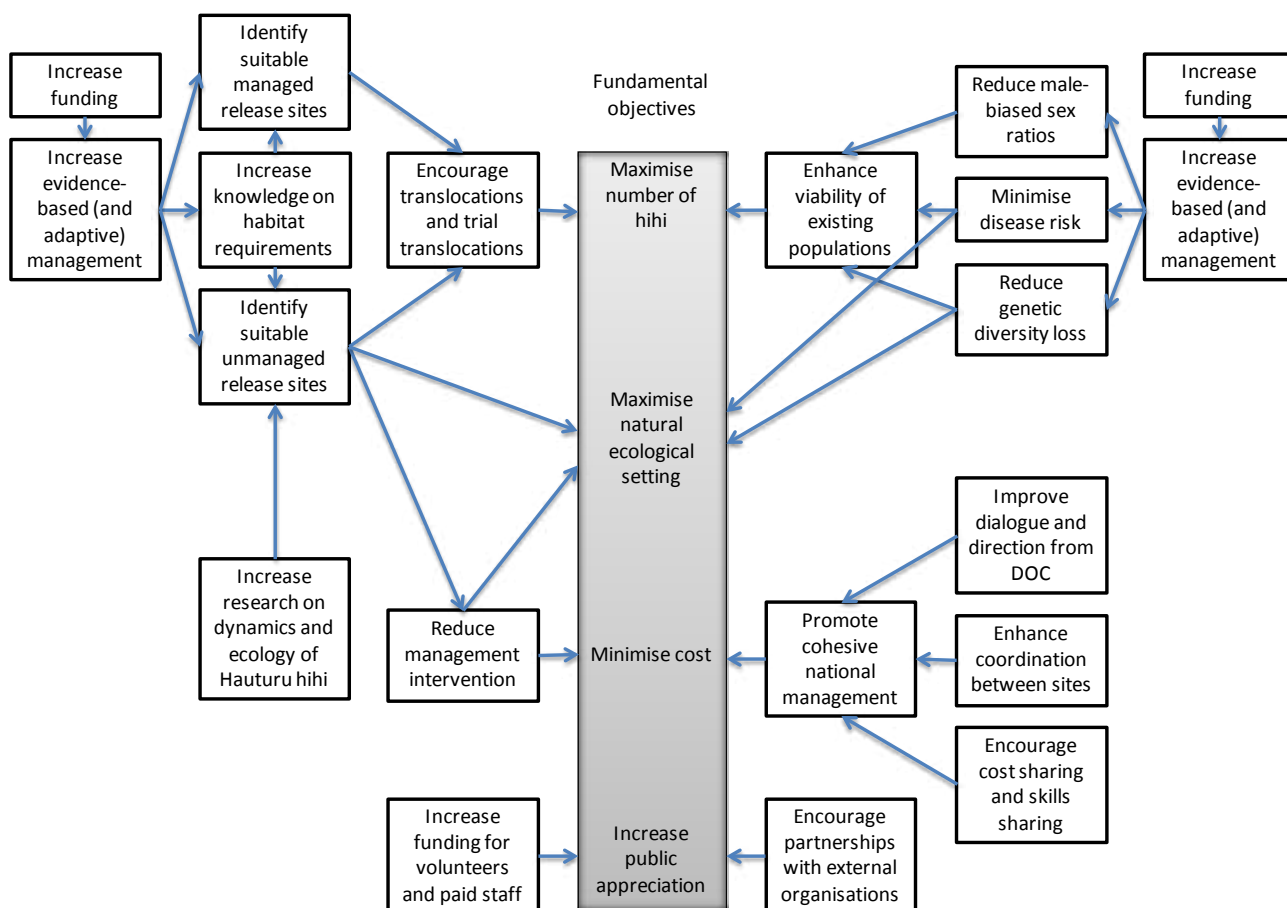 Increase
funding
Increase
evidence-
based (and
adaptive)
management
Identify
suitable
managed
release sites
Increase
knowledge on
habitat
requirements
Identify
suitable
unmanaged
release sites
Increase
research on
dynamics and
ecology of
Hauturu hihi
Encourage
translocations
and trial
translocations
Reduce
management
intervention
Increase
funding for
volunteers
and paid staff
Fundamental
objectives
Maximise
number of
hihi
Maximise
natural
ecological
setting
Minimise cost
Increase
public
appreciation
Enhance
viability of
existing
populations
Promote
cohesive
national
management
Encourage
partnerships
with external
organisations
Reduce male-
biased sex
ratios
Minimise
disease risk
Reduce
genetic
diversity loss
Improve
dialogue and
direction from
DOC
Enhance
coordination
between sites
Encourage
cost sharing
and skills
sharing
Increase
funding
Increase
evidence-
based (and
adaptive)
management